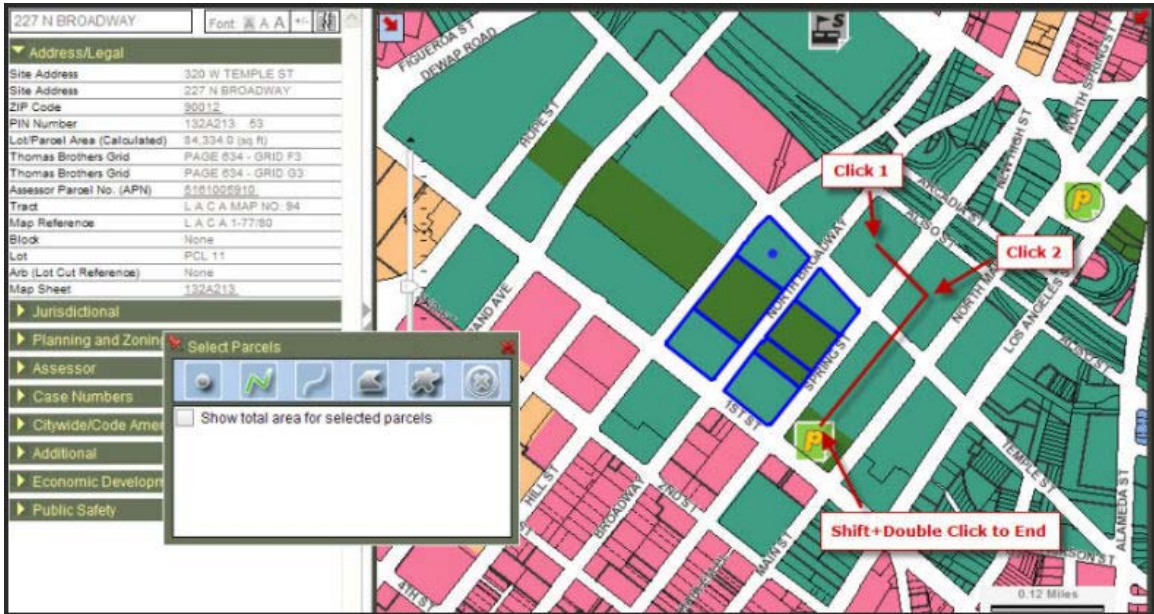 227 N BROADWAY
Font: A A A +/-
Address/Legal
Site Address 320 W TEMPLE ST
Site Address 227 N BROADWAY
ZIP Code 90012
PIN Number 132A213 63
Lot/Parcel Area (Calculated) 84,334.0 (sq ft)
Thomas Brothers Grid PAGE 634 - GRID F3
Thomas Brothers Grid PAGE 634 - GRID G3
Assessor Parcel No. (APN) 5161005910
Tract L A C A MAP NO. 94
Map Reference L A C A 1-77/80
Block None
Lot PCL 11
Arb (Lot Cut Reference) None
Map Sheet 132A213
Jurisdictional
Planning and Zoning
Assessor
Case Numbers
Citywide/Code Amen
Additional
Economic Developm
Public Safety
Select Parcels
Show total area for selected parcels
FIGUEROA ST
DEWAP ROAD
HOPE ST
GRAND AVE
S
NORTH SPRING ST
NEW HIGH ST
Click 1
ARCADIA ST
ALISO ST
P
NORTH BROADWAY
Click 2
NORTH MA
LOS ANGELES ST
ALISO ST
SPRING ST
1ST ST
P
TEMPLE ST
HILL ST
BROADWAY
2ND ST
MAIN ST
Shift+Double Click to End
ALAMEDA ST
4TH ST
0.12 Miles